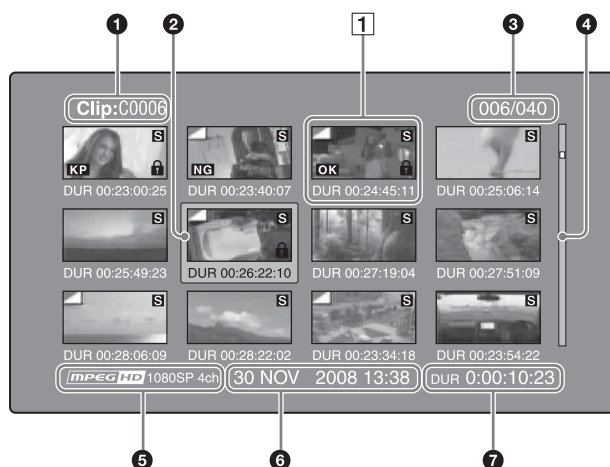 1 2 1 3 4
Clip:C0006 006/040
S S S S
KP NG OK
DUR 00:23:00:25 DUR 00:23:40:07 DUR 00:24:45:11 DUR 00:25:06:14
S S S S
DUR 00:25:49:23 DUR 00:26:22:10 DUR 00:27:19:04 DUR 00:27:51:09
S S S S
DUR 00:28:06:09 DUR 00:28:22:02 DUR 00:23:34:18 DUR 00:23:54:22
MPEG HD 1080SP 4ch 30 NOV 2008 13:38 DUR 0:00:10:23
5 6 7